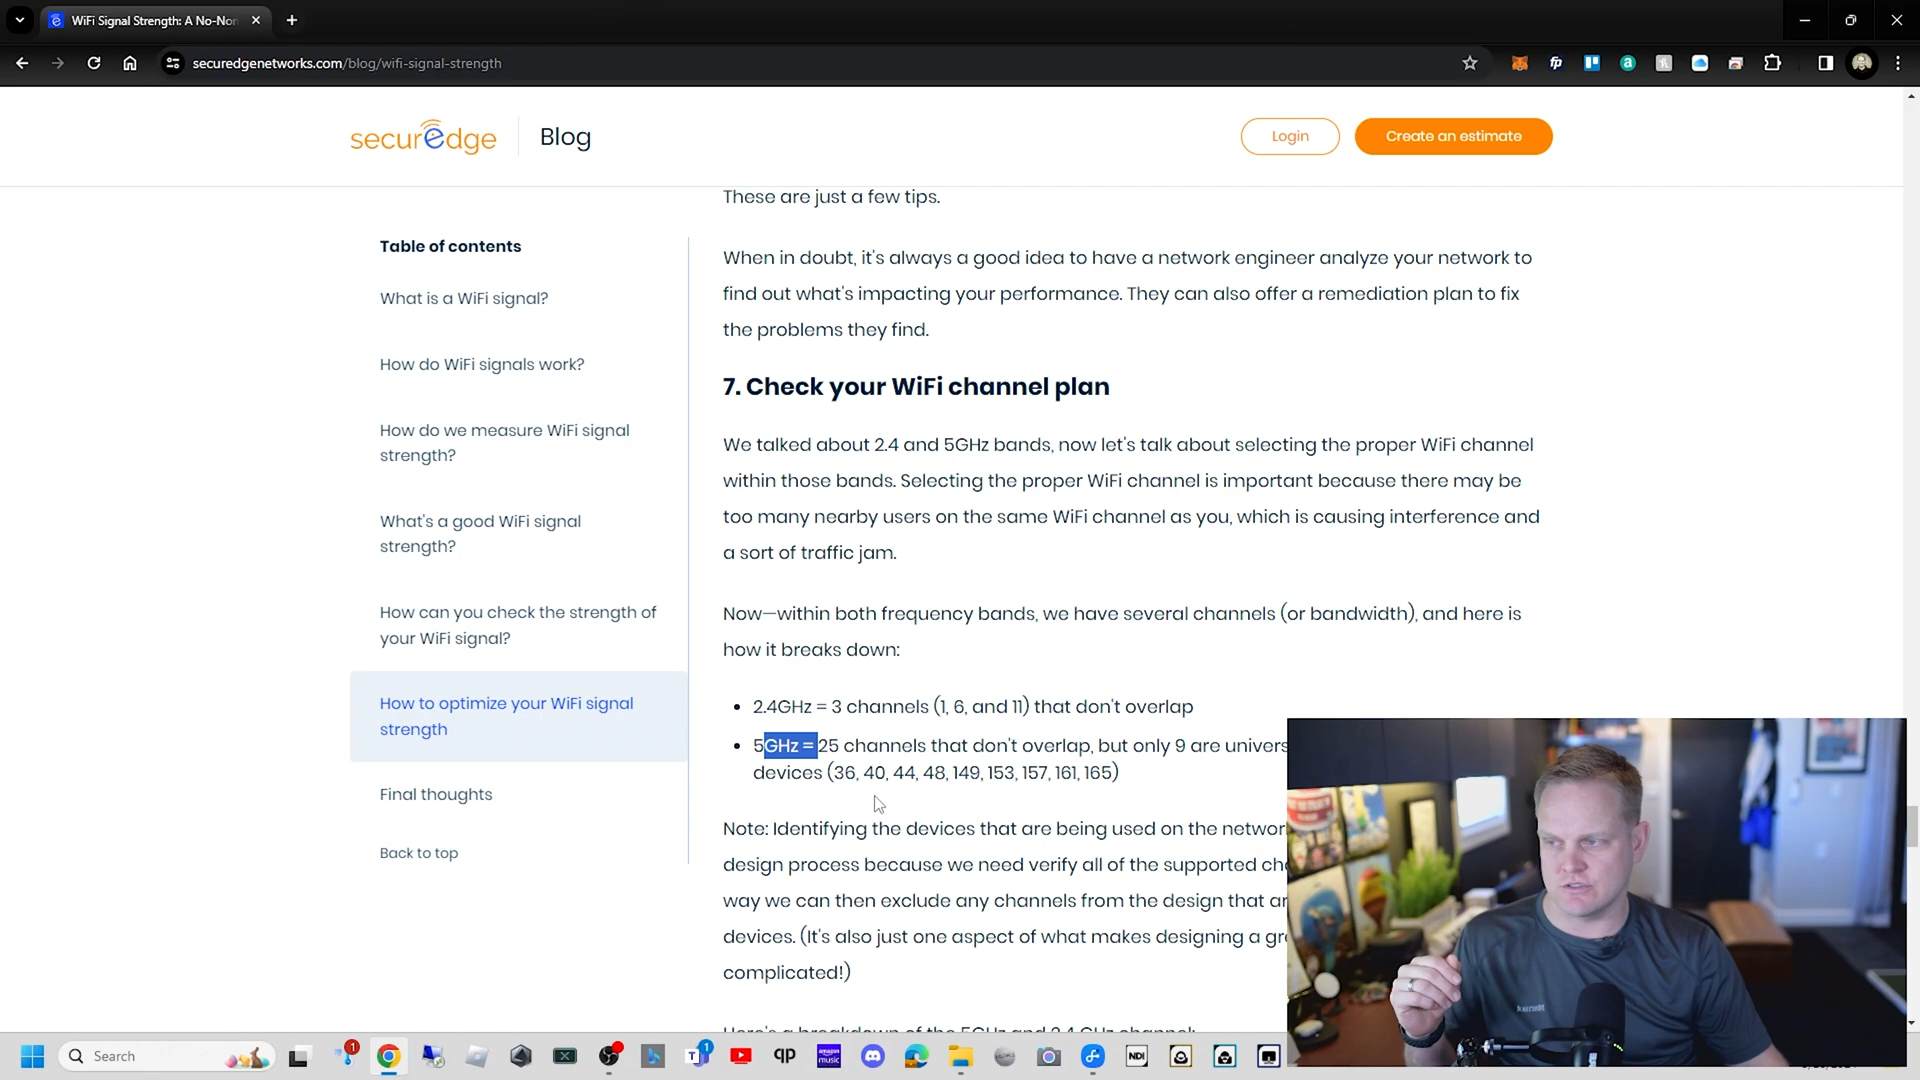 WiFi Signal Strength: A No-Non
securedgenetworks.com/blog/wifi-signal-strength
securedge
Blog
Login
Create an estimate
These are just a few tips.
Table of contents
What is a WiFi signal?
How do WiFi signals work?
How do we measure WiFi signal
strength?
What's a good WiFi signal
strength?
How can you check the strength of
your WiFi signal?
How to optimize your WiFi signal
strength
Final thoughts
Back to top
When in doubt, it's always a good idea to have a network engineer analyze your network to
find out what's impacting your performance. They can also offer a remediation plan to fix
the problems they find.
7. Check your WiFi channel plan
We talked about 2.4 and 5GHz bands, now let's talk about selecting the proper WiFi channel
within those bands. Selecting the proper WiFi channel is important because there may be
too many nearby users on the same WiFi channel as you, which is causing interference and
a sort of traffic jam.
Now—within both frequency bands, we have several channels (or bandwidth), and here is
how it breaks down:
• 2.4GHz = 3 channels (1, 6, and 11) that don't overlap
• 5GHz = 25 channels that don't overlap, but only 9 are univers
devices (36, 40, 44, 48, 149, 153, 157, 161, 165)
Note: Identifying the devices that are being used on the networ
design process because we need verify all of the supported ch
way we can then exclude any channels from the design that a
devices. (It's also just one aspect of what makes designing a gr
complicated!)
Here's a breakdown of the 5GHz and 2.4 GHz channel:
Search
1
1
amazon
music
NDI